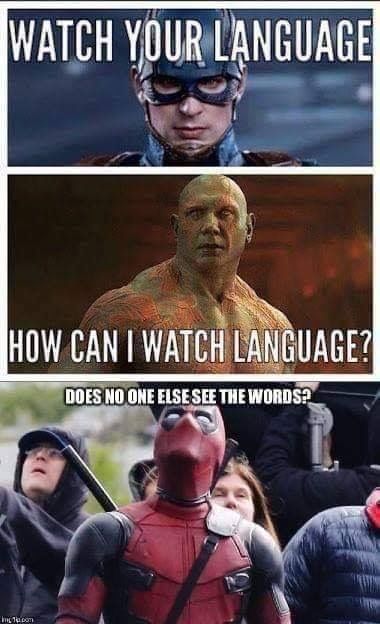 WATCH YOUR LANGUAGE
HOW CAN I WATCH LANGUAGE?
DOES NO ONE ELSE SEE THE WORDS?
imgflip.com